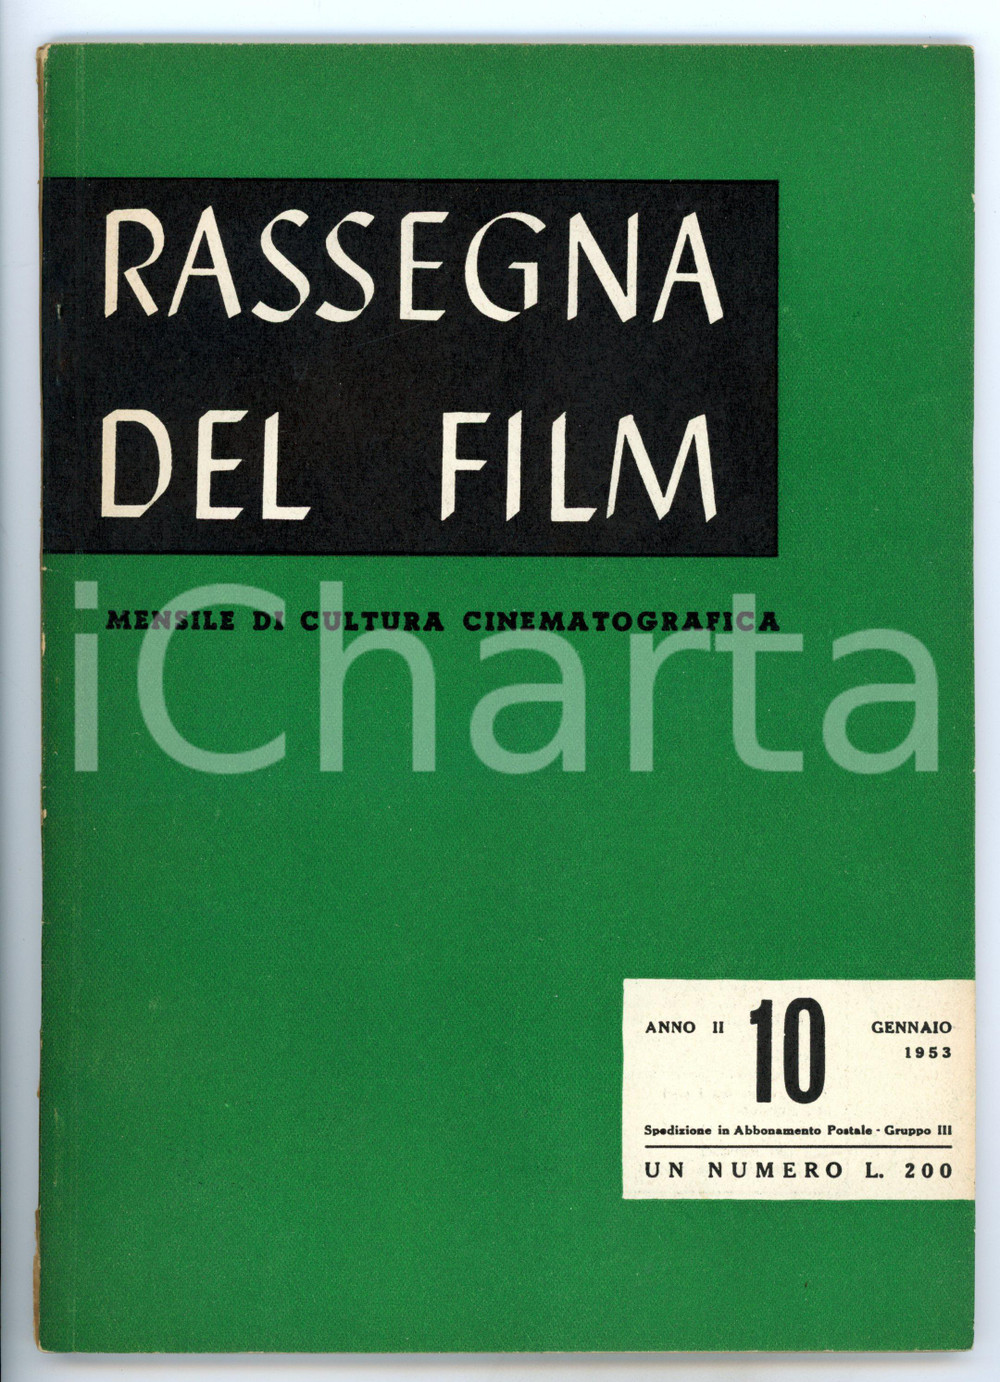 RASSEGNA
DEL FILM
MENSILE DI CULTURA CINEMATOGRAFICA
iCharta
ANNO II 10 GENNAIO
1953
Spedizione in Abbonamento Postale - Gruppo III
UN NUMERO L. 200